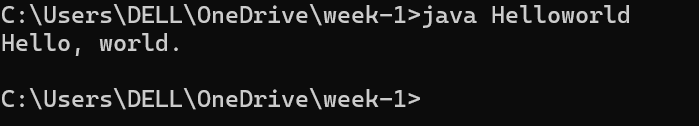 C:\Users\DELL\OneDrive\week-1>java Helloworld
Hello, world.
C:\Users\DELL\OneDrive\week-1>